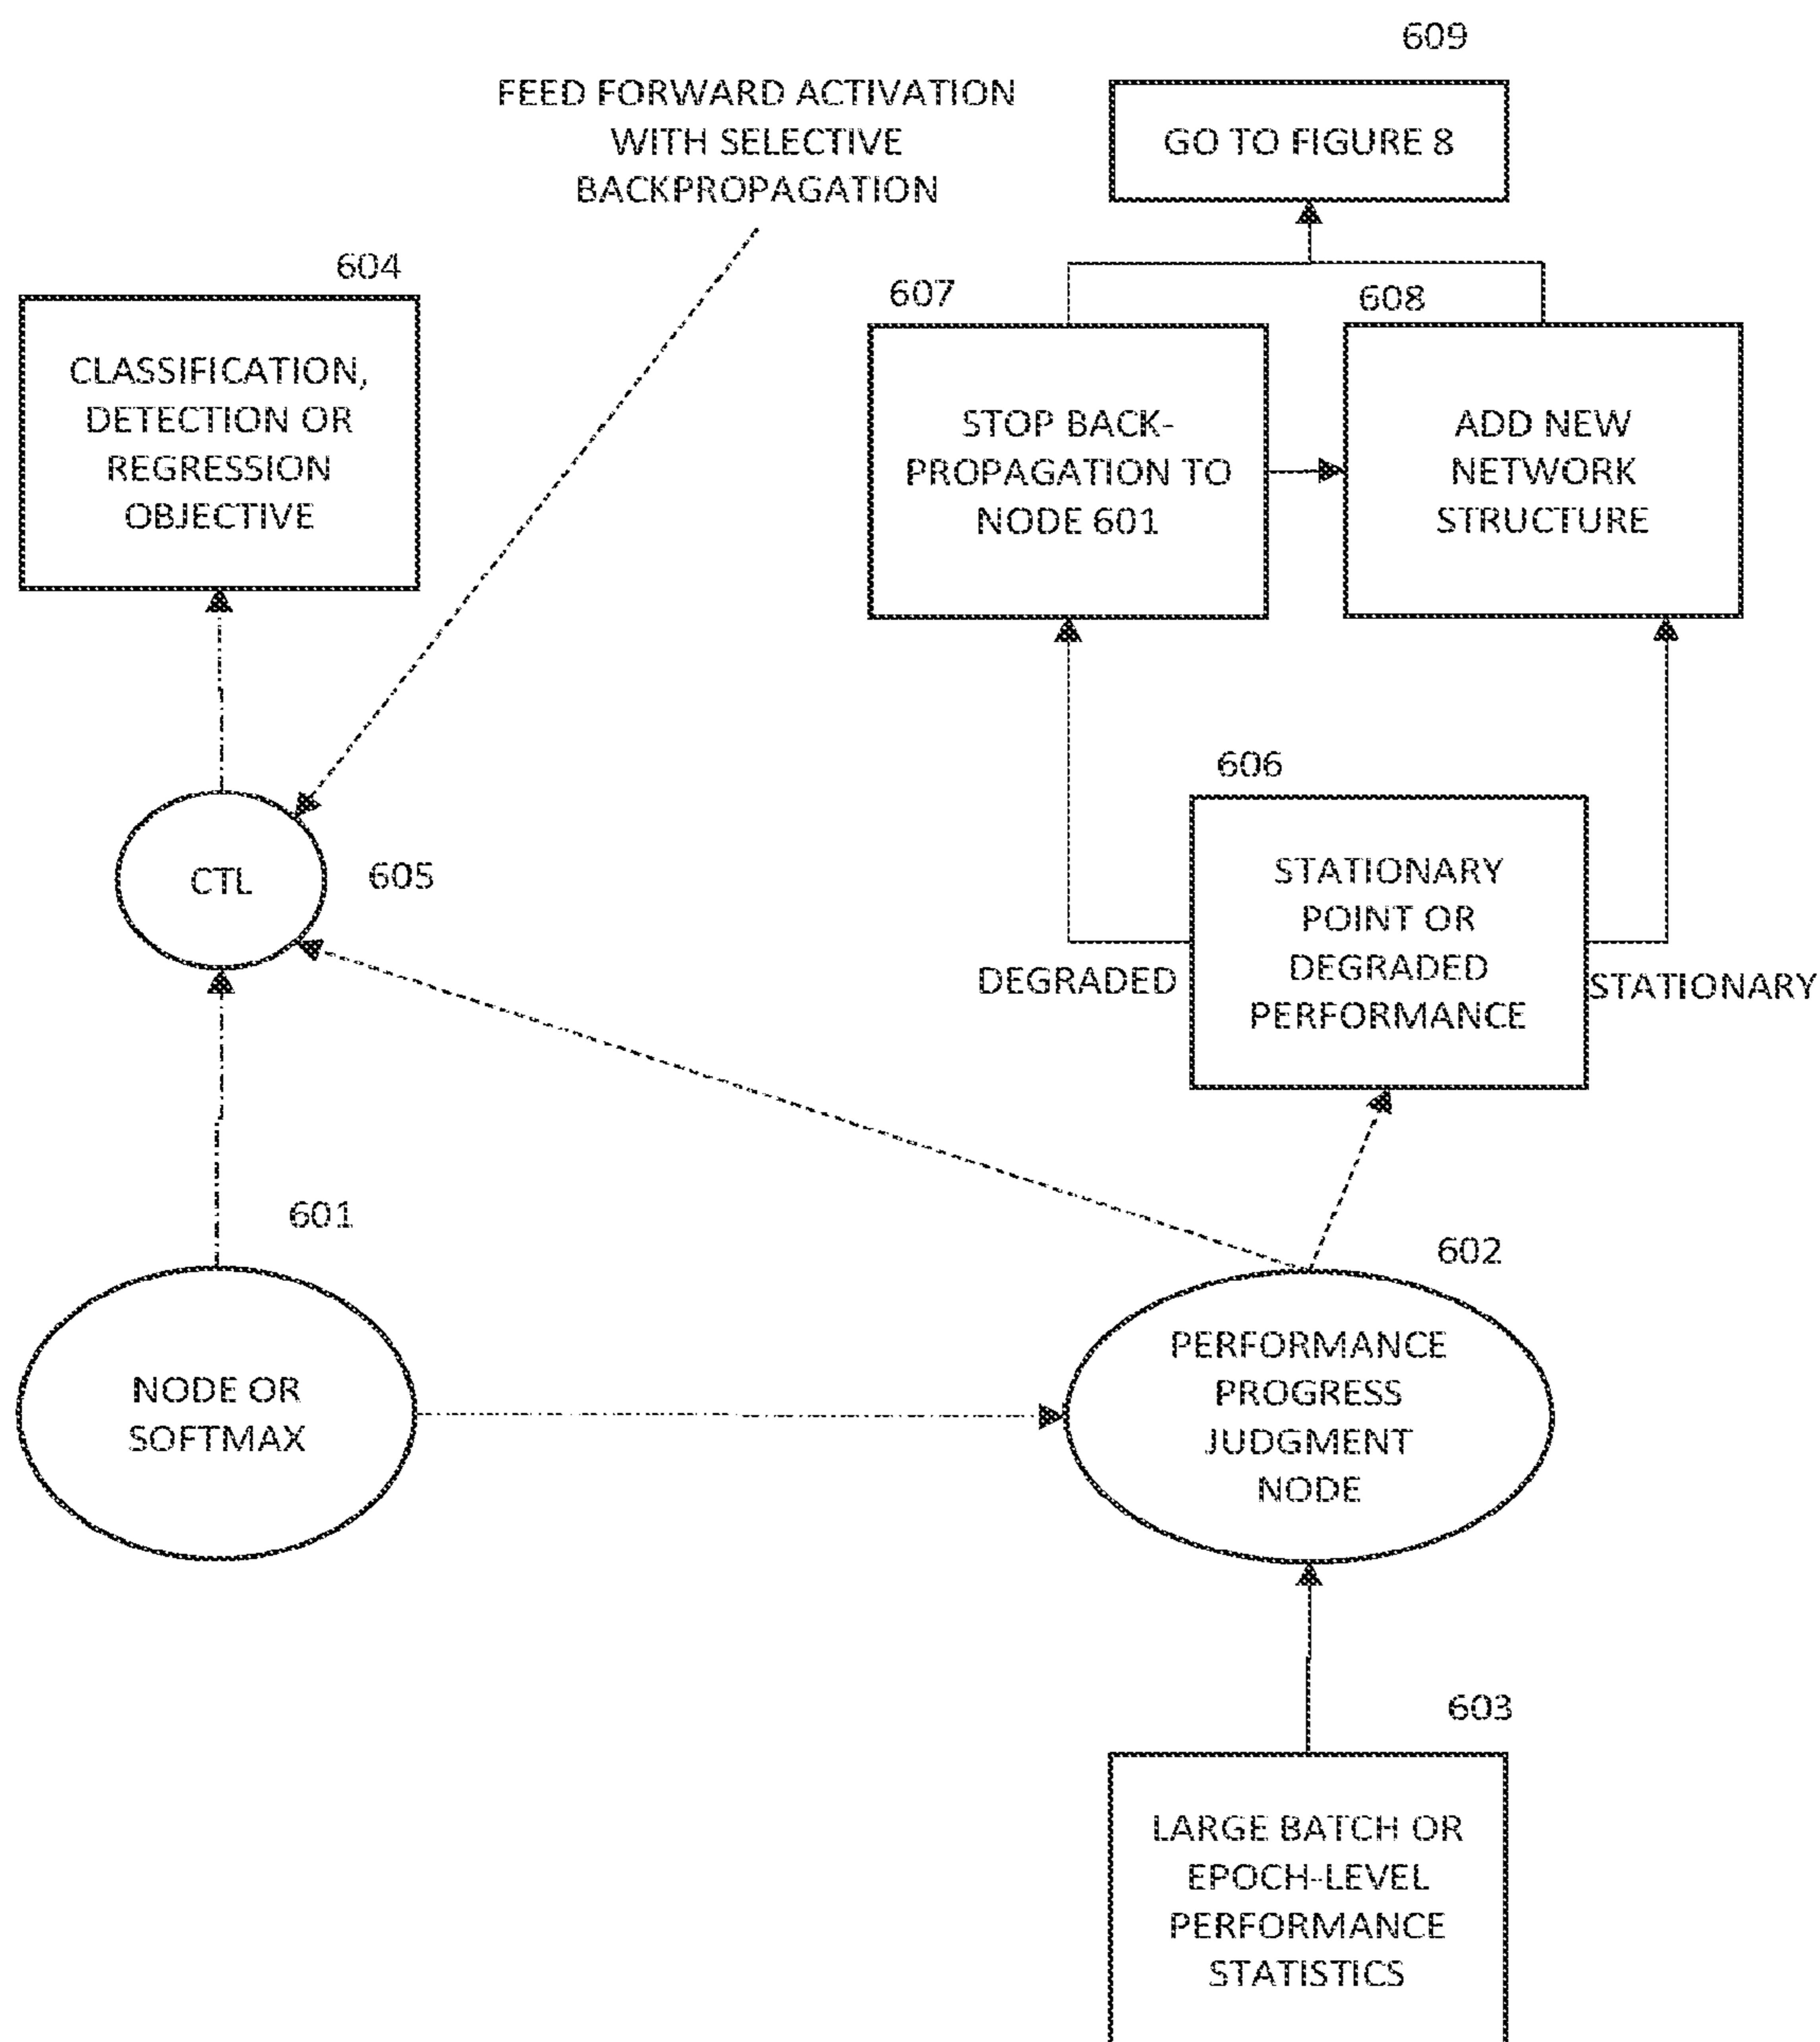 609
FEED FORWARD ACTIVATION
WITH SELECTIVE
BACKPROPAGATION
GO TO FIGURE 8
604
CLASSIFICATION,
DETECTION OR
REGRESSION
OBJECTIVE
607
STOP BACK-
PROPAGATION TO
NODE 601
608
ADD NEW
NETWORK
STRUCTURE
606
STATIONARY
POINT OR
DEGRADED
PERFORMANCE
DEGRADED
STATIONARY
CTL
605
601
NODE OR
SOFTMAX
602
PERFORMANCE
PROGRESS
JUDGMENT
NODE
603
LARGE BATCH OR
EPOCH-LEVEL
PERFORMANCE
STATISTICS